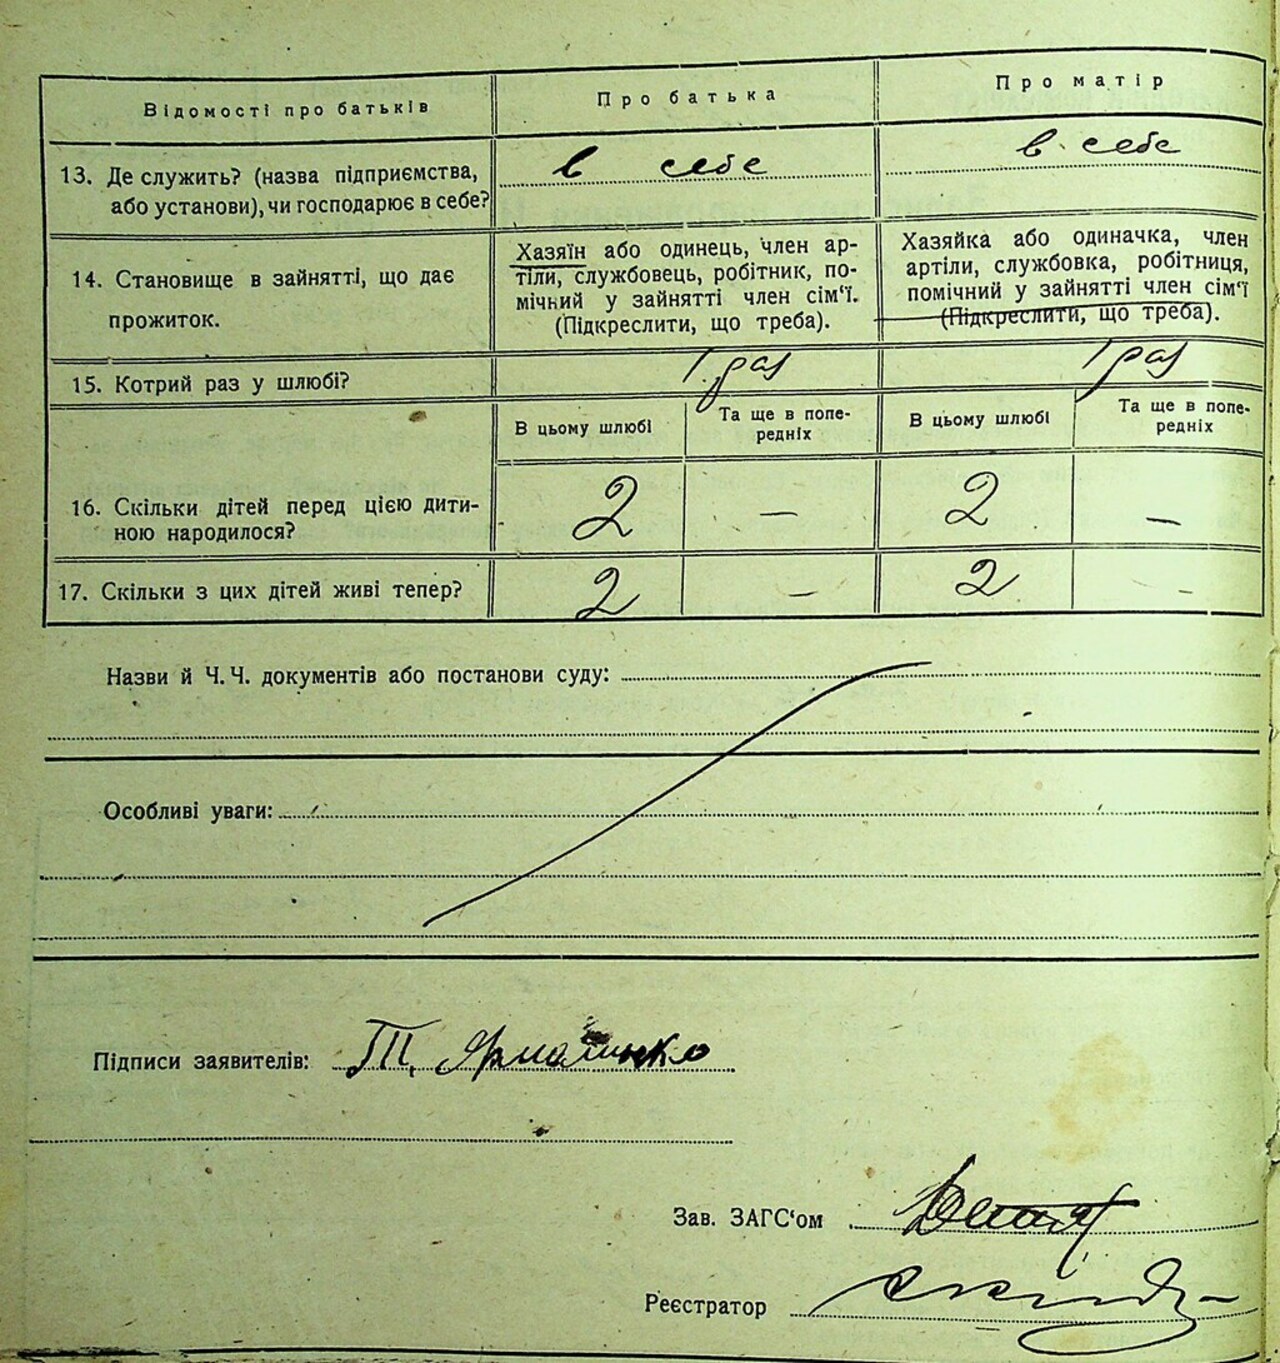 Відомості про батьків
Про батька
Про матір
13. Де служить? (назва підприємства,
або установи), чи господарює в себе?
в себе
в себе
14. Становище в зайнятті, що дає
прожиток.
Хазяїн або одинець, член ар-
тіли, службовець, робітник, по-
мічний у зайнятті член сім‘ї.
(Підкреслити, що треба).
Хазяйка або одиначка, член
артіли, службовка, робітниця,
помічний у зайнятті член сім‘ї
(Підкреслити, що треба).
15. Котрий раз у шлюбі?
1 раз
1 раз
В цьому шлюбі
Та ще в попе-
редніх
В цьому шлюбі
Та ще в попе-
редніх
16. Скільки дітей перед цією дити-
ною народилося?
2
—
2
—
17. Скільки з цих дітей живі тепер?
2
—
2
-
Назви й Ч. Ч. документів або постанови суду:
Особливі уваги:
Підписи заявителів:
Зав. ЗАГС‘ом
Реєстратор